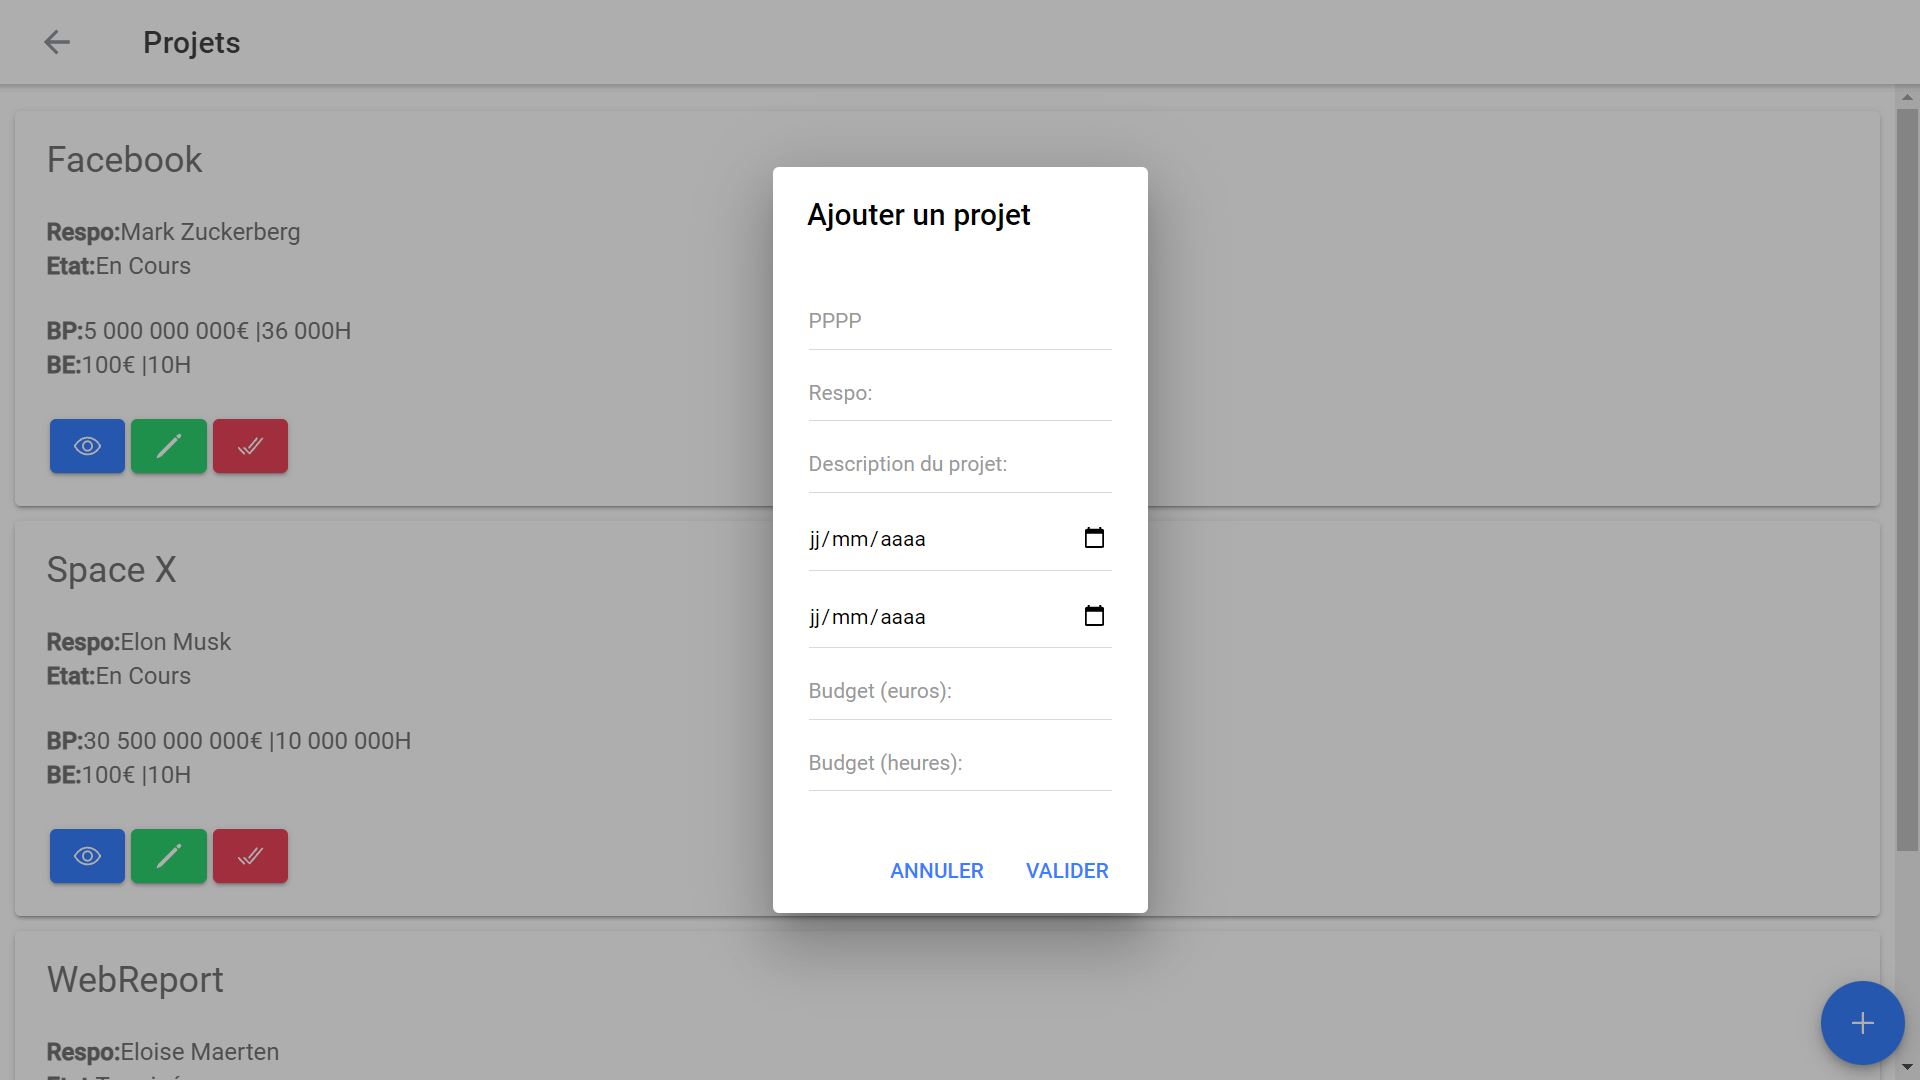 Projets
Facebook
Respo:Mark Zuckerberg
Etat:En Cours
BP:5 000 000 000€ |36 000H
BE:100€ |10H
Space X
Respo:Elon Musk
Etat:En Cours
BP:30 500 000 000€ |10 000 000H
BE:100€ |10H
WebReport
Respo:Eloise Maerten
Ajouter un projet
PPPP
Respo:
Description du projet:
jj/mm/aaaa
jj/mm/aaaa
Budget (euros):
Budget (heures):
ANNULER VALIDER